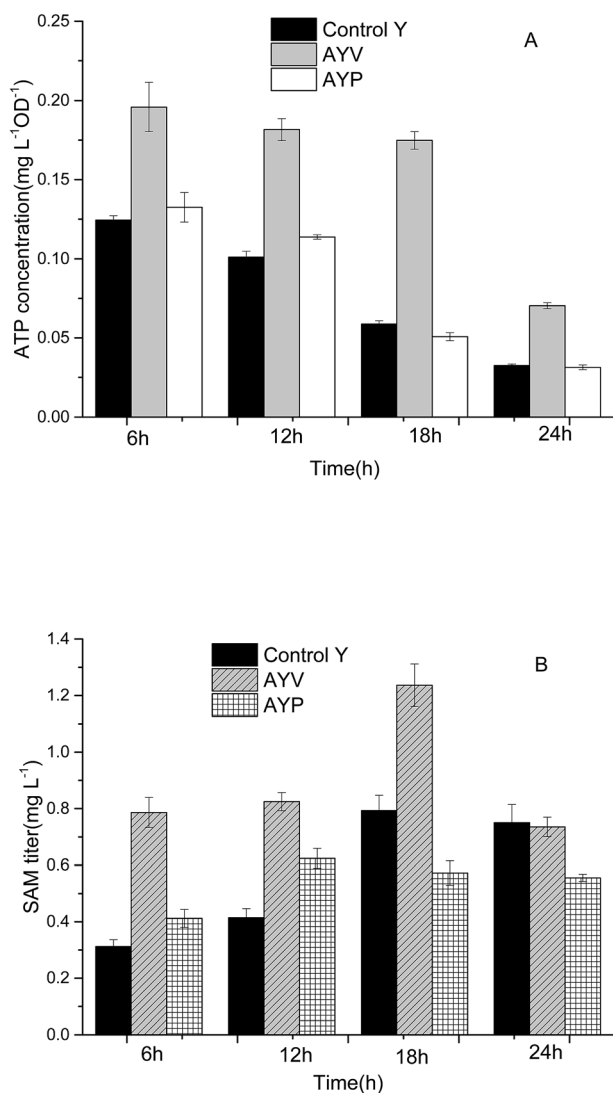 0.25
Control Y
A
AYV
AYP
0.20
0.15
0.10
0.05
0.00
ATP concentration(mg L⁻¹OD⁻¹)
6h 12h 18h 24h
Time(h)
1.4
Control Y
B
AYV
AYP
1.2
1.0
0.8
0.6
0.4
0.2
0.0
SAM titer(mg L⁻¹)
6h 12h 18h 24h
Time(h)